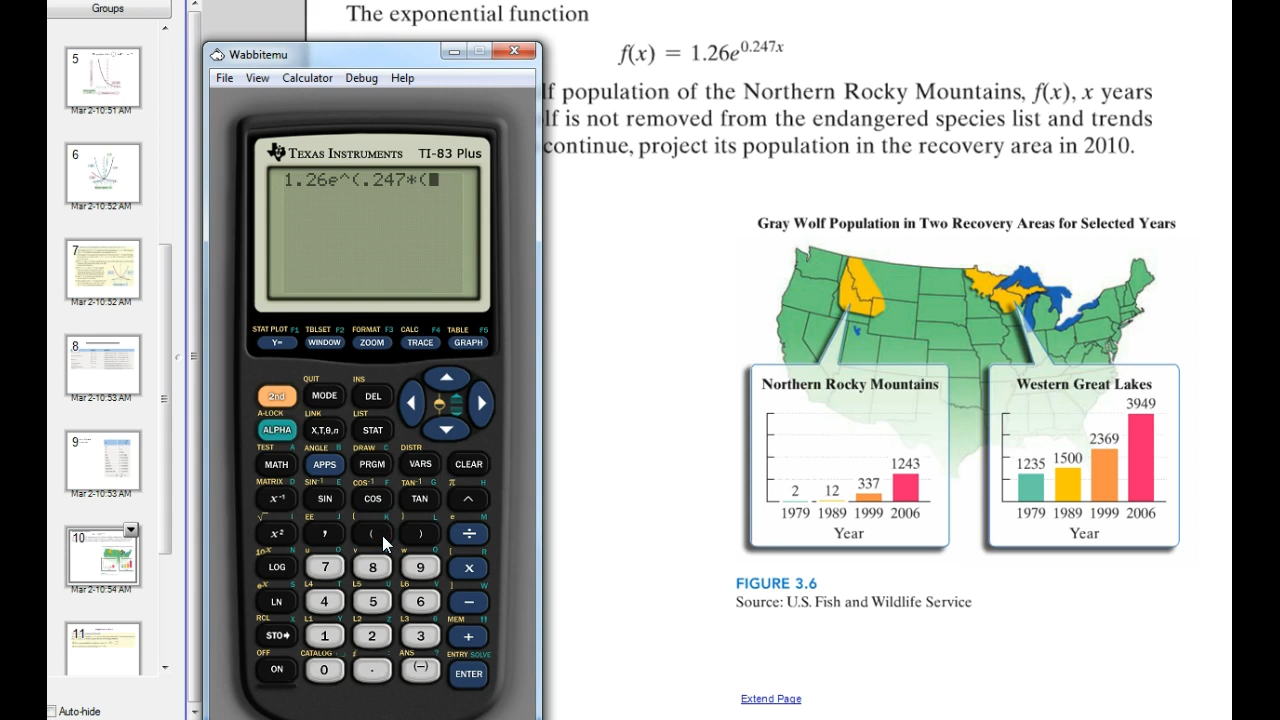 Groups
5
Mar 2-10:51 AM
6
Mar 2-10:52 AM
7
Mar 2-10:52 AM
8
Mar 2-10:53 AM
9
Mar 2-10:53 AM
10
Mar 2-10:54 AM
11
Auto-hide
The exponential function
f(x) = 1.26e^0.247x
lf population of the Northern Rocky Mountains, f(x), x years
lf is not removed from the endangered species list and trends
continue, project its population in the recovery area in 2010.
Wabbitemu
File View Calculator Debug Help
TEXAS INSTRUMENTS TI-83 Plus
1.26e^(.247*(
STAT PLOT F1 TBLSET F2 FORMAT F3 CALC F4 TABLE F5
Y= WINDOW ZOOM TRACE GRAPH
QUIT INS
2nd MODE DEL
A-LOCK LINK LIST
ALPHA X,T,θ,n STAT
TEST A ANGLE B DRAW C DISTR
MATH APPS PRGM VARS CLEAR
MATRIX D SIN⁻¹ E COS⁻¹ F TAN⁻¹ G π H
x⁻¹ SIN COS TAN ^
√ I EE J { K } L e M
x² , ( ) ÷
10ˣ N u O v P w Q [ R
LOG 7 8 9 x
eˣ S L4 T L5 U L6 V ] W
LN 4 5 6 −
RCL X L1 Y L2 Z L3 θ MEM "
STO➔ 1 2 3 +
OFF CATALOG i : ANS ? ENTRY SOLVE
ON 0 . (−) ENTER
Gray Wolf Population in Two Recovery Areas for Selected Years
Northern Rocky Mountains
2 12 337 1243
1979 1989 1999 2006
Year
Western Great Lakes
1235 1500 2369 3949
1979 1989 1999 2006
Year
FIGURE 3.6
Source: U.S. Fish and Wildlife Service
Extend Page